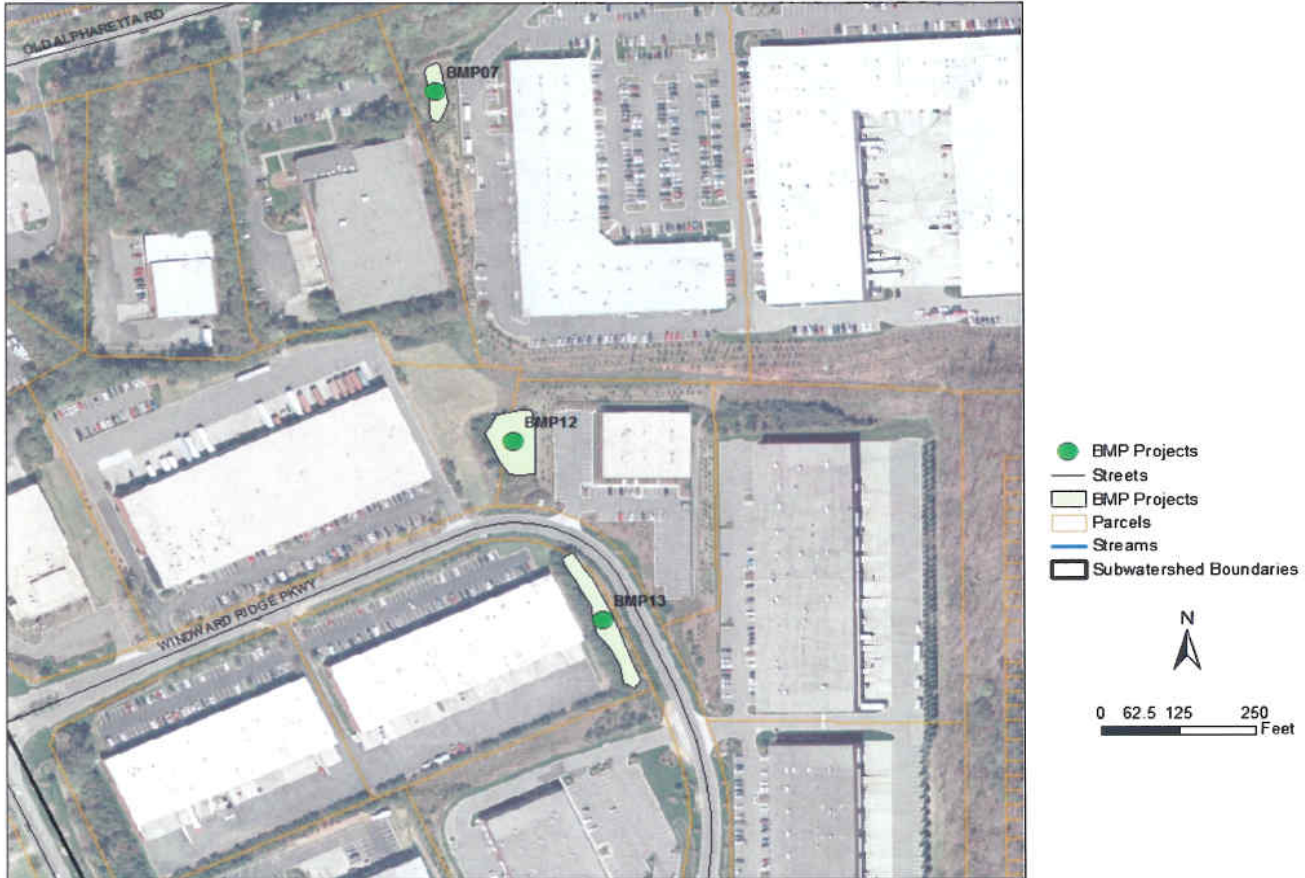 OLD ALPHARETTA RD
BMP07
BMP12
BMP13
WINDWARD RIDGE PKWY
BMP Projects
Streets
BMP Projects
Parcels
Streams
Subwatershed Boundaries
N
0 62.5 125 250
Feet